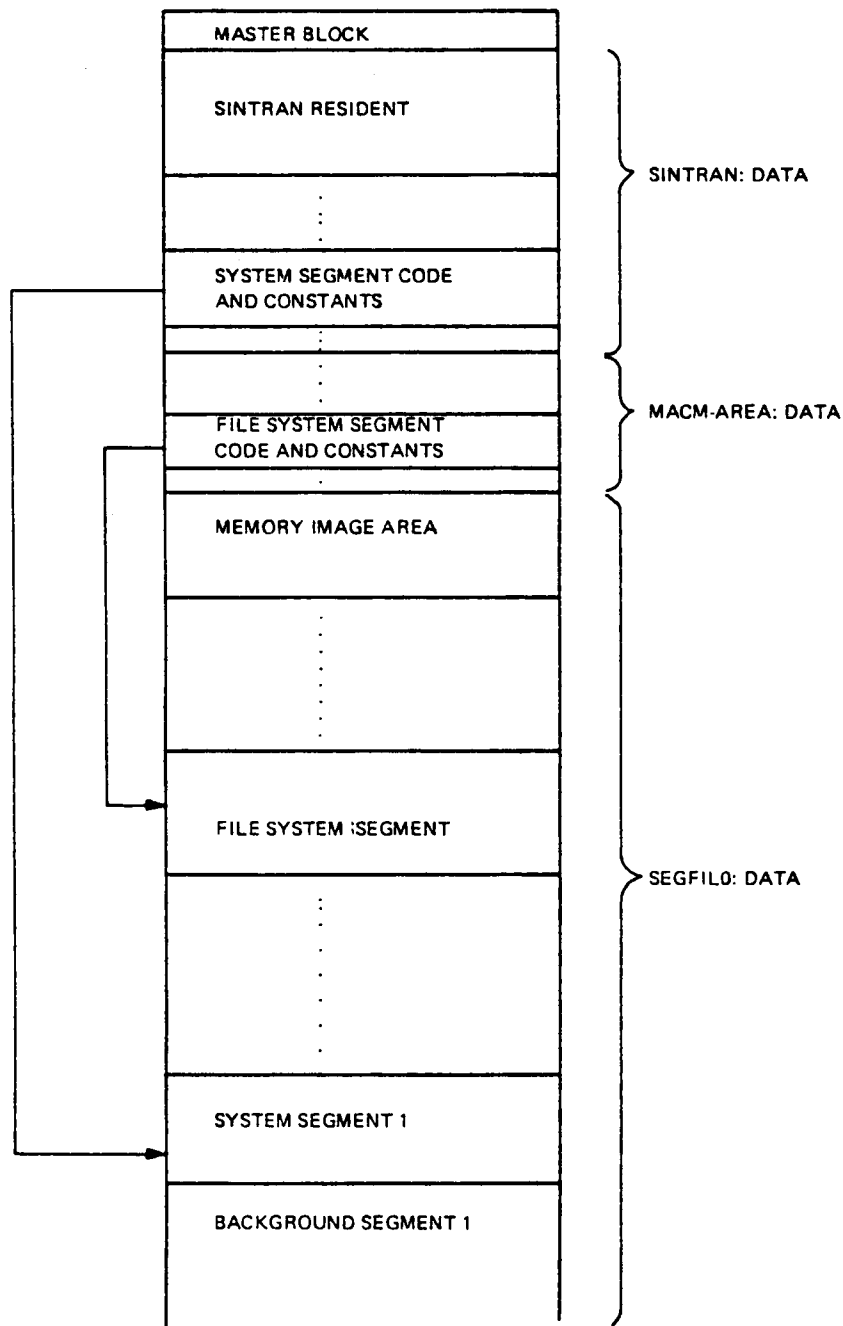 MASTER BLOCK
SINTRAN RESIDENT
SINTRAN: DATA
SYSTEM SEGMENT CODE
AND CONSTANTS
MACM-AREA: DATA
FILE SYSTEM SEGMENT
CODE AND CONSTANTS
MEMORY IMAGE AREA
FILE SYSTEM SEGMENT
SEGFIL0: DATA
SYSTEM SEGMENT 1
BACKGROUND SEGMENT 1